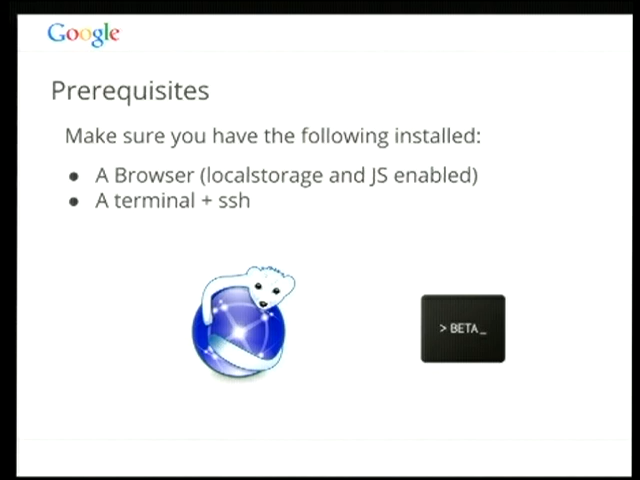 Google
Prerequisites
Make sure you have the following installed:
● A Browser (localstorage and JS enabled)
● A terminal + ssh
> BETA_